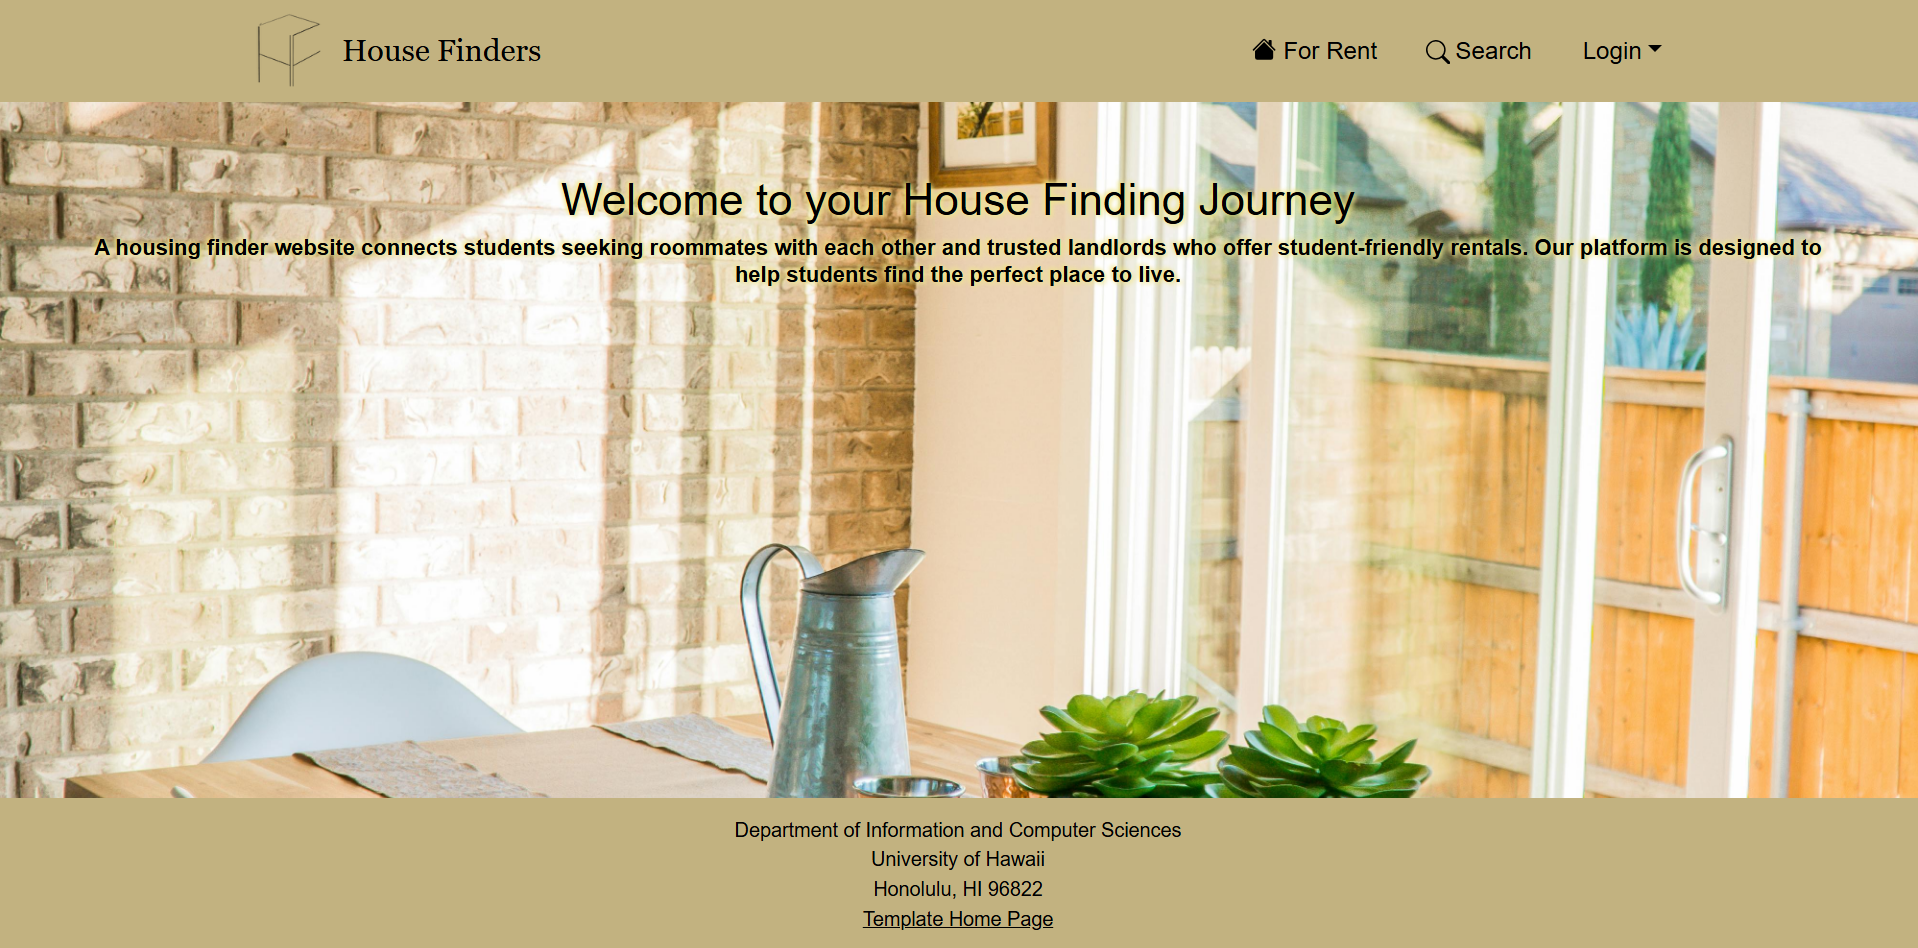 House Finders
For Rent
Search
Login
Welcome to your House Finding Journey
A housing finder website connects students seeking roommates with each other and trusted landlords who offer student-friendly rentals. Our platform is designed to
help students find the perfect place to live.
Department of Information and Computer Sciences
University of Hawaii
Honolulu, HI 96822
Template Home Page